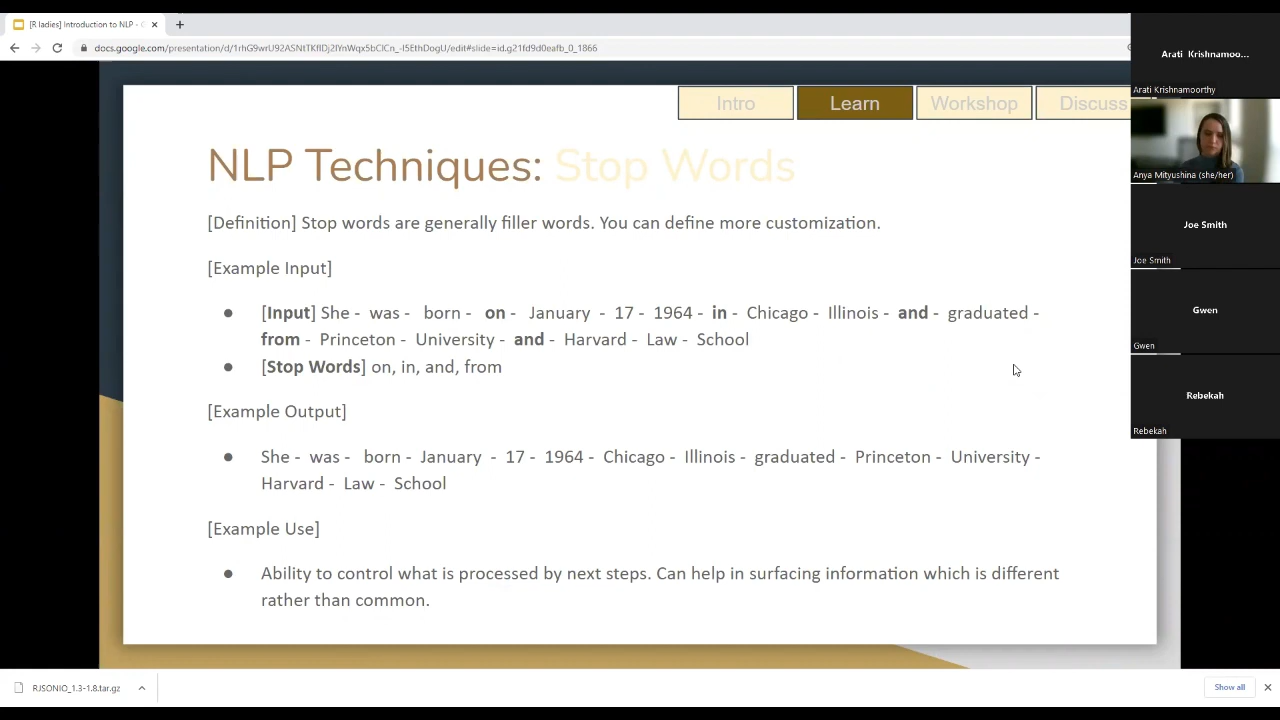 [R ladies] Introduction to NLP - G
docs.google.com/presentation/d/1rhG9wrU92ASNtTKflDj2lYnWqx5bClCn_-I5EthDogU/edit#slide=id.g21fd9d0eafb_0_1866
Intro
Learn
Workshop
Discuss
NLP Techniques: Stop Words
[Definition] Stop words are generally filler words. You can define more customization.
[Example Input]
● [Input] She - was - born - on - January - 17 - 1964 - in - Chicago - Illinois - and - graduated -
from - Princeton - University - and - Harvard - Law - School
● [Stop Words] on, in, and, from
[Example Output]
● She - was - born - January - 17 - 1964 - Chicago - Illinois - graduated - Princeton - University -
Harvard - Law - School
[Example Use]
● Ability to control what is processed by next steps. Can help in surfacing information which is different
rather than common.
Arati Krishnamoo...
Arati Krishnamoorthy
Anya Mityushina (she/her)
Joe Smith
Joe Smith
Gwen
Gwen
Rebekah
Rebekah
RJSONIO_1.3-1.8.tar.gz
Show all